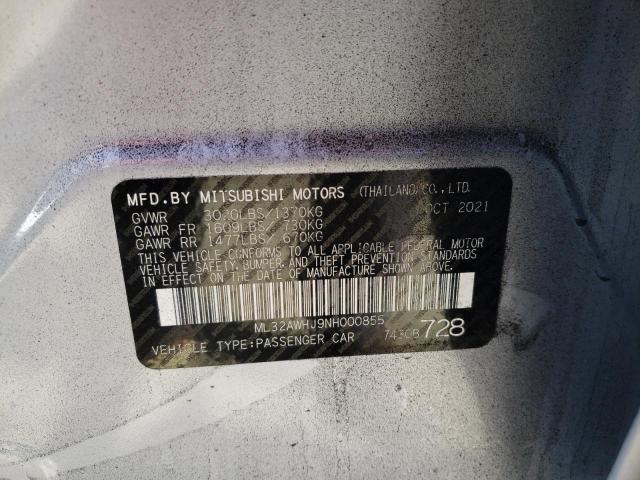 MFD.BY MITSUBISHI MOTORS (THAILAND)CO.,LTD.
GVWR 3020LBS/1370KG OCT 2021
GAWR FR 1609LBS 730KG
GAWR RR 1477LBS 670KG
THIS VEHICLE CONFORMS TO ALL APPLICABLE FEDERAL MOTOR
VEHICLE SAFETY, BUMPER, AND THEFT PREVENTION STANDARDS
IN EFFECT ON THE DATE OF MANUFACTURE SHOWN ABOVE.
ML32AWHJ9NH000855
VEHICLE TYPE:PASSENGER CAR 728